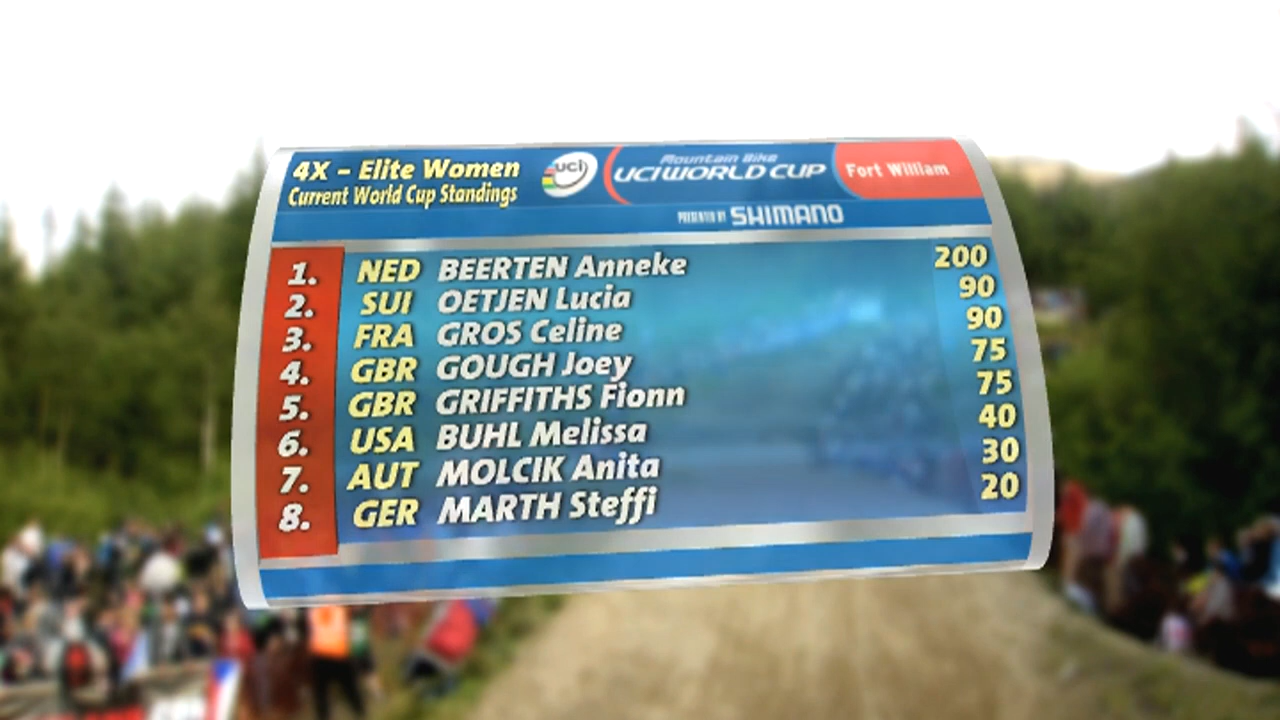 4X – Elite Women
Current World Cup Standings
uci
Mountain Bike
UCI WORLD CUP
Fort William
PRESENTED BY SHIMANO
1. NED BEERTEN Anneke 200
2. SUI OETJEN Lucia 90
3. FRA GROS Celine 90
4. GBR GOUGH Joey 75
5. GBR GRIFFITHS Fionn 75
6. USA BUHL Melissa 40
7. AUT MOLCIK Anita 30
8. GER MARTH Steffi 20